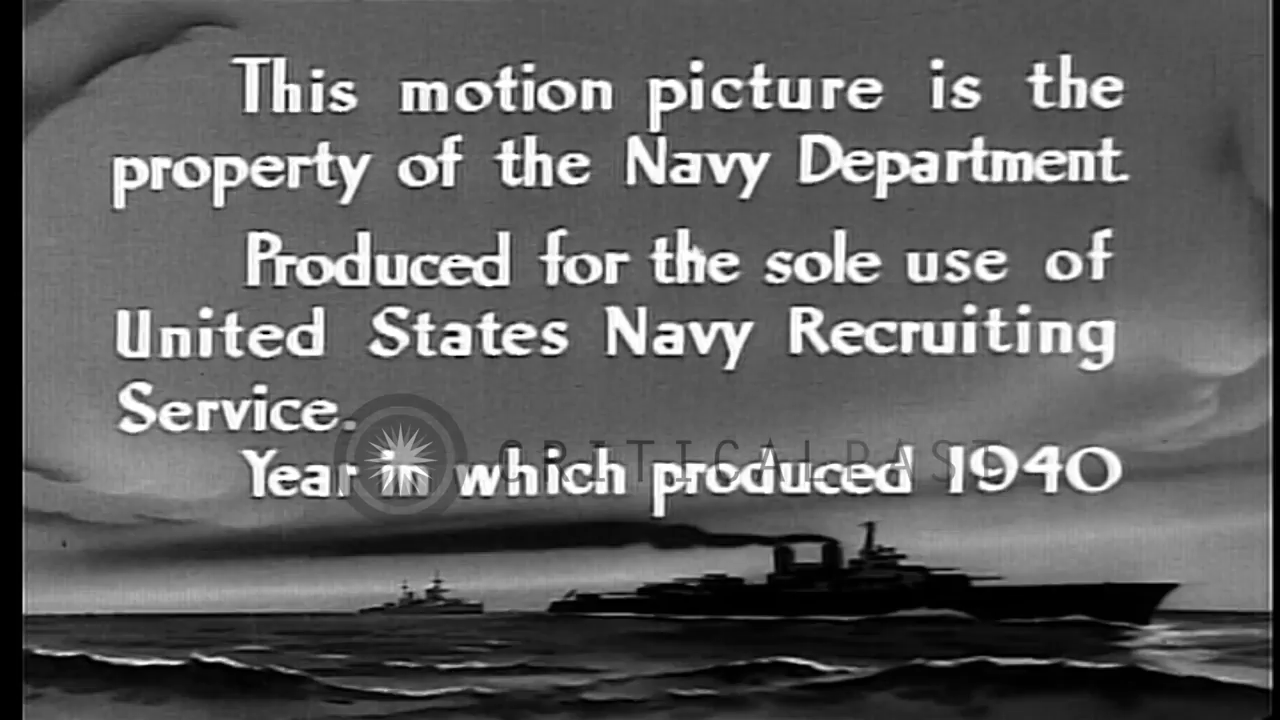 This motion picture is the
property of the Navy Department.
Produced for the sole use of
United States Navy Recruiting
Service.
Year in which produced 1940
CRITICALPAST